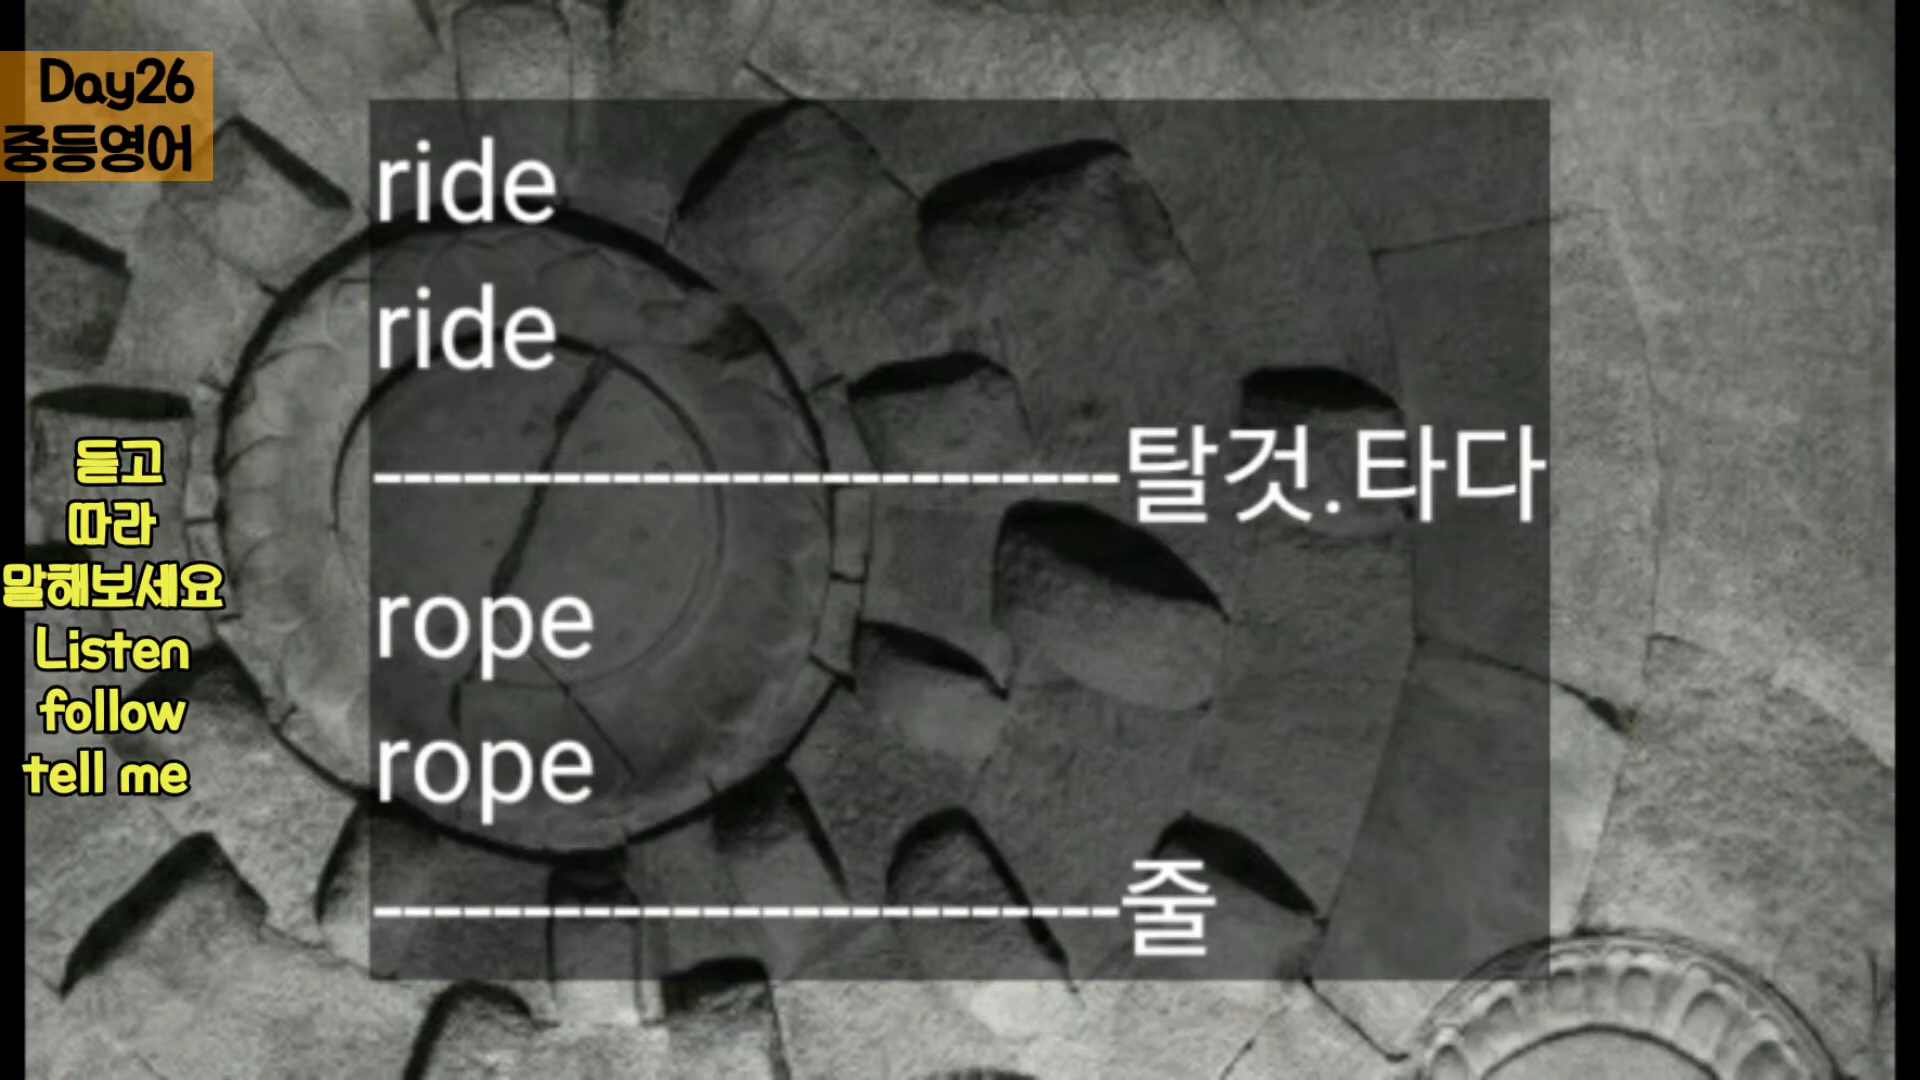 Day26
중등영어
ride
ride
-------------------------탈것.타다
rope
rope
-------------------------줄
듣고
따라
말해보세요
Listen
follow
tell me